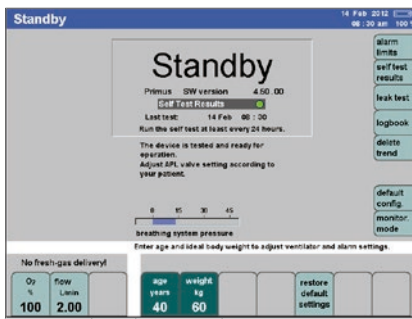 Standby
14 Feb 2012
08 : 30 am 100 %
Standby
Primus SW version 4.50.00
Self Test Results
Last test: 14 Feb 08 : 00
Run the self test at least every 24 hours.
The device is tested and ready for
operation.
Adjust APL valve setting according to
your patient.
0 15 30 45
breathing system pressure
Enter age and ideal body weight to adjust ventilator and alarm settings.
alarm
limits
self test
results
leak test
logbook
delete
trend
default
config.
monitor.
mode
No fresh-gas delivery!
O2
%
100
flow
L/min
2.00
age
years
40
weight
kg
60
restore
default
settings